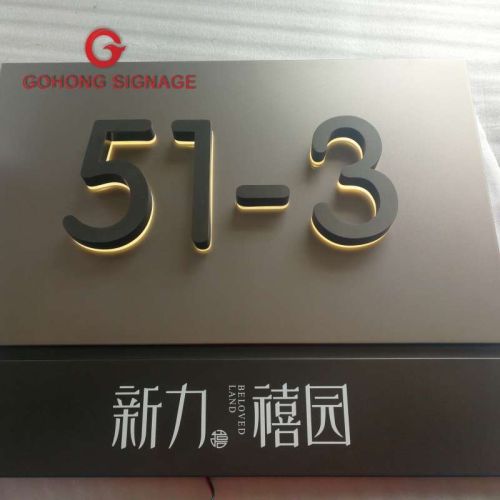 GOHONG SIGNAGE
51-3
新力 BELOVED LAND 禧园